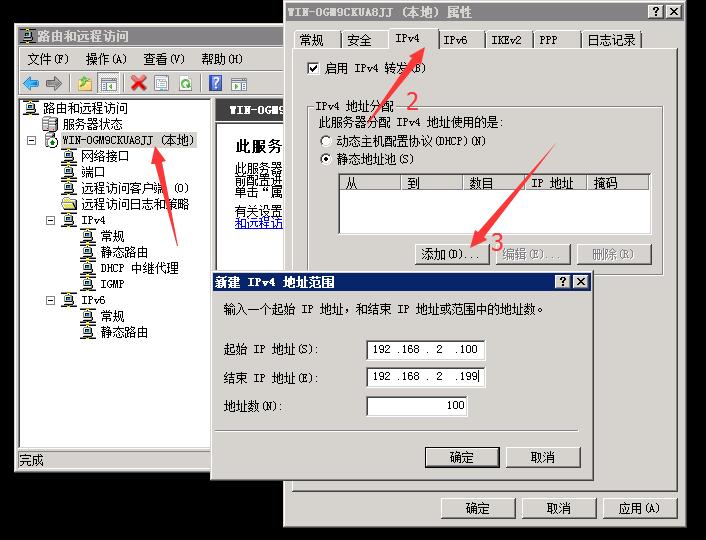 路由和远程访问
文件(F) 操作(A) 查看(V) 帮助(H)
路由和远程访问
服务器状态
WIN-OGM9CKUA8JJ (本地)
网络接口
端口
远程访问客户端 (0)
远程访问日志和策略
IPv4
常规
静态路由
DHCP 中继代理
IGMP
IPv6
常规
静态路由
完成
WIN-OGM9
此服务
此服务器
前配置进
单击“属
有关设置
和远程访
WIN-OGM9CKUA8JJ (本地) 属性
常规 安全 IPv4 IPv6 IKEv2 PPP 日志记录
启用 IPv4 转发(B)
2
IPv4 地址分配
此服务器分配 IPv4 地址使用的是:
动态主机配置协议(DHCP)(N)
静态地址池(S)
从 到 数目 IP 地址 掩码
3
添加(D)... 编辑(E)... 删除(R)
新建 IPv4 地址范围
输入一个起始 IP 地址，和结束 IP 地址或范围中的地址数。
起始 IP 地址(S): 192 .168 . 2 .100
结束 IP 地址(E): 192 .168 . 2 .199
地址数(N): 100
确定 取消
确定 取消 应用(A)